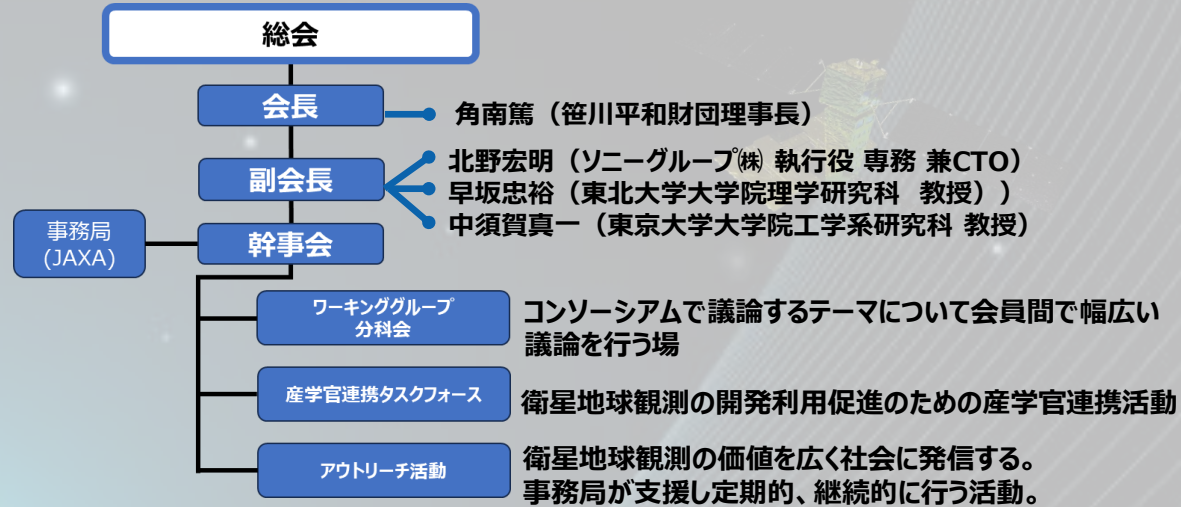 総会
会長
角南篤（笹川平和財団理事長）
副会長
北野宏明（ソニーグループ㈱ 執行役 専務 兼CTO）
早坂忠裕（東北大学大学院理学研究科 教授））
中須賀真一（東京大学大学院工学系研究科 教授）
事務局
(JAXA)
幹事会
ワーキンググループ
分科会
コンソーシアムで議論するテーマについて会員間で幅広い
議論を行う場
産学官連携タスクフォース
衛星地球観測の開発利用促進のための産学官連携活動
アウトリーチ活動
衛星地球観測の価値を広く社会に発信する。
事務局が支援し定期的、継続的に行う活動。